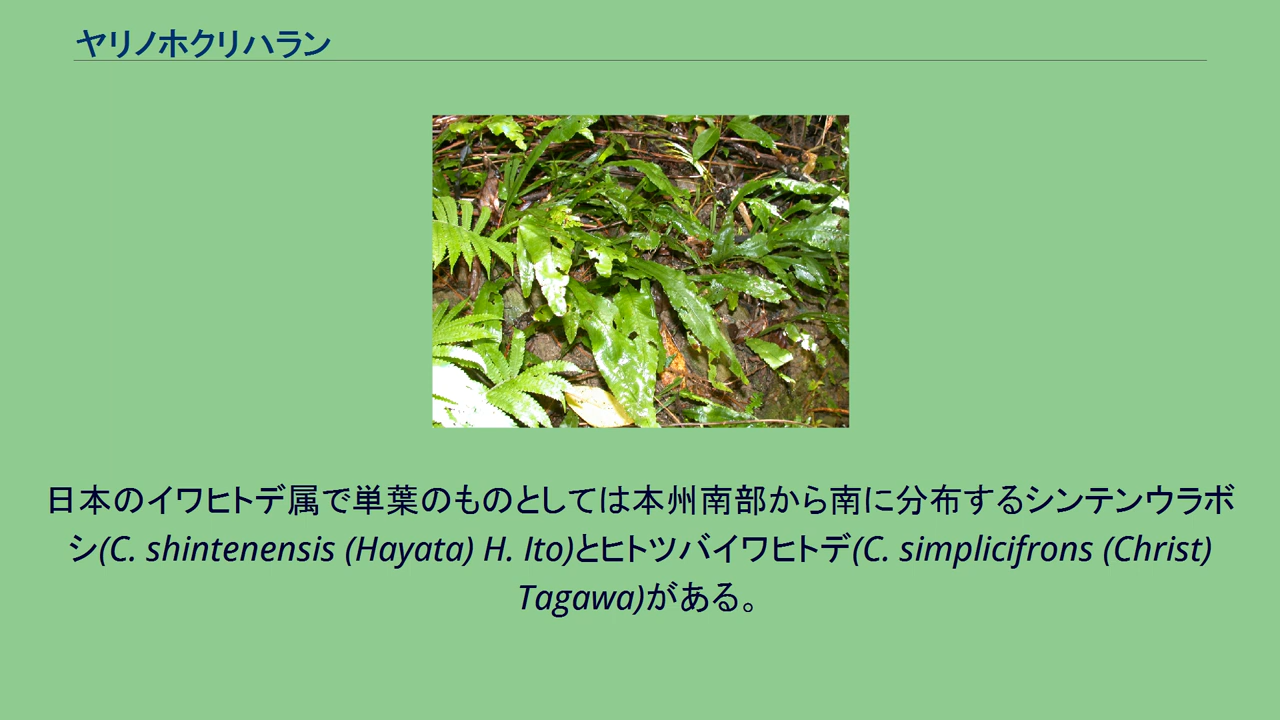 ヤリノホクリハラン
日本のイワヒトデ属で単葉のものとしては本州南部から南に分布するシンテンウラボ
シ(C. shintenensis (Hayata) H. Ito)とヒトツバイワヒトデ(C. simplicifrons (Christ)
Tagawa)がある。